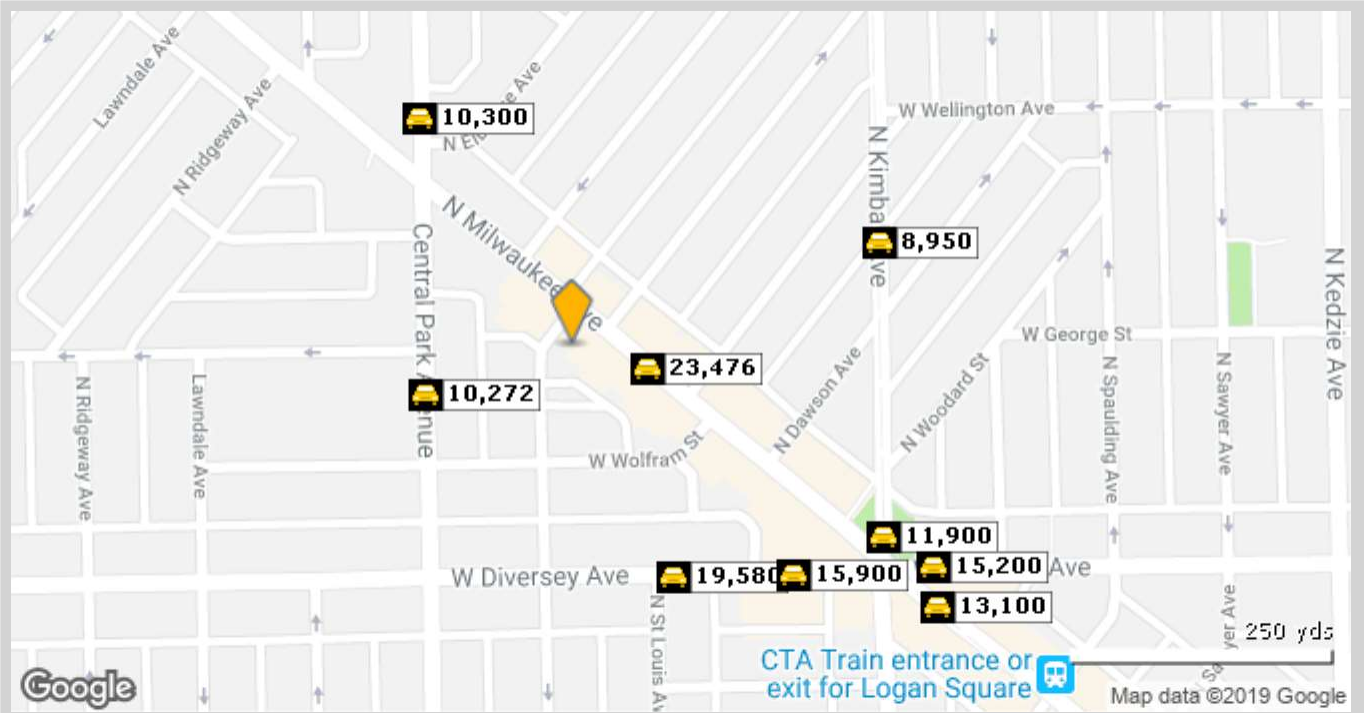 Lawndale Ave
N Ridgeway Ave
10,300
W Wellington Ave
N Milwaukee Ave
Central Park Avenue
8,950
N Kedzie Ave
23,476
W George St
10,272
N Dawson Ave
N Woodard St
N Spaulding Ave
N Sawyer Ave
N Ridgeway Ave
Lawndale Ave
W Wolfram St
11,900
W Diversey Ave
19,580
15,900
15,200
Ave
13,100
N St Louis Av
250 yds
CTA Train entrance or
exit for Logan Square
Google
Map data ©2019 Google